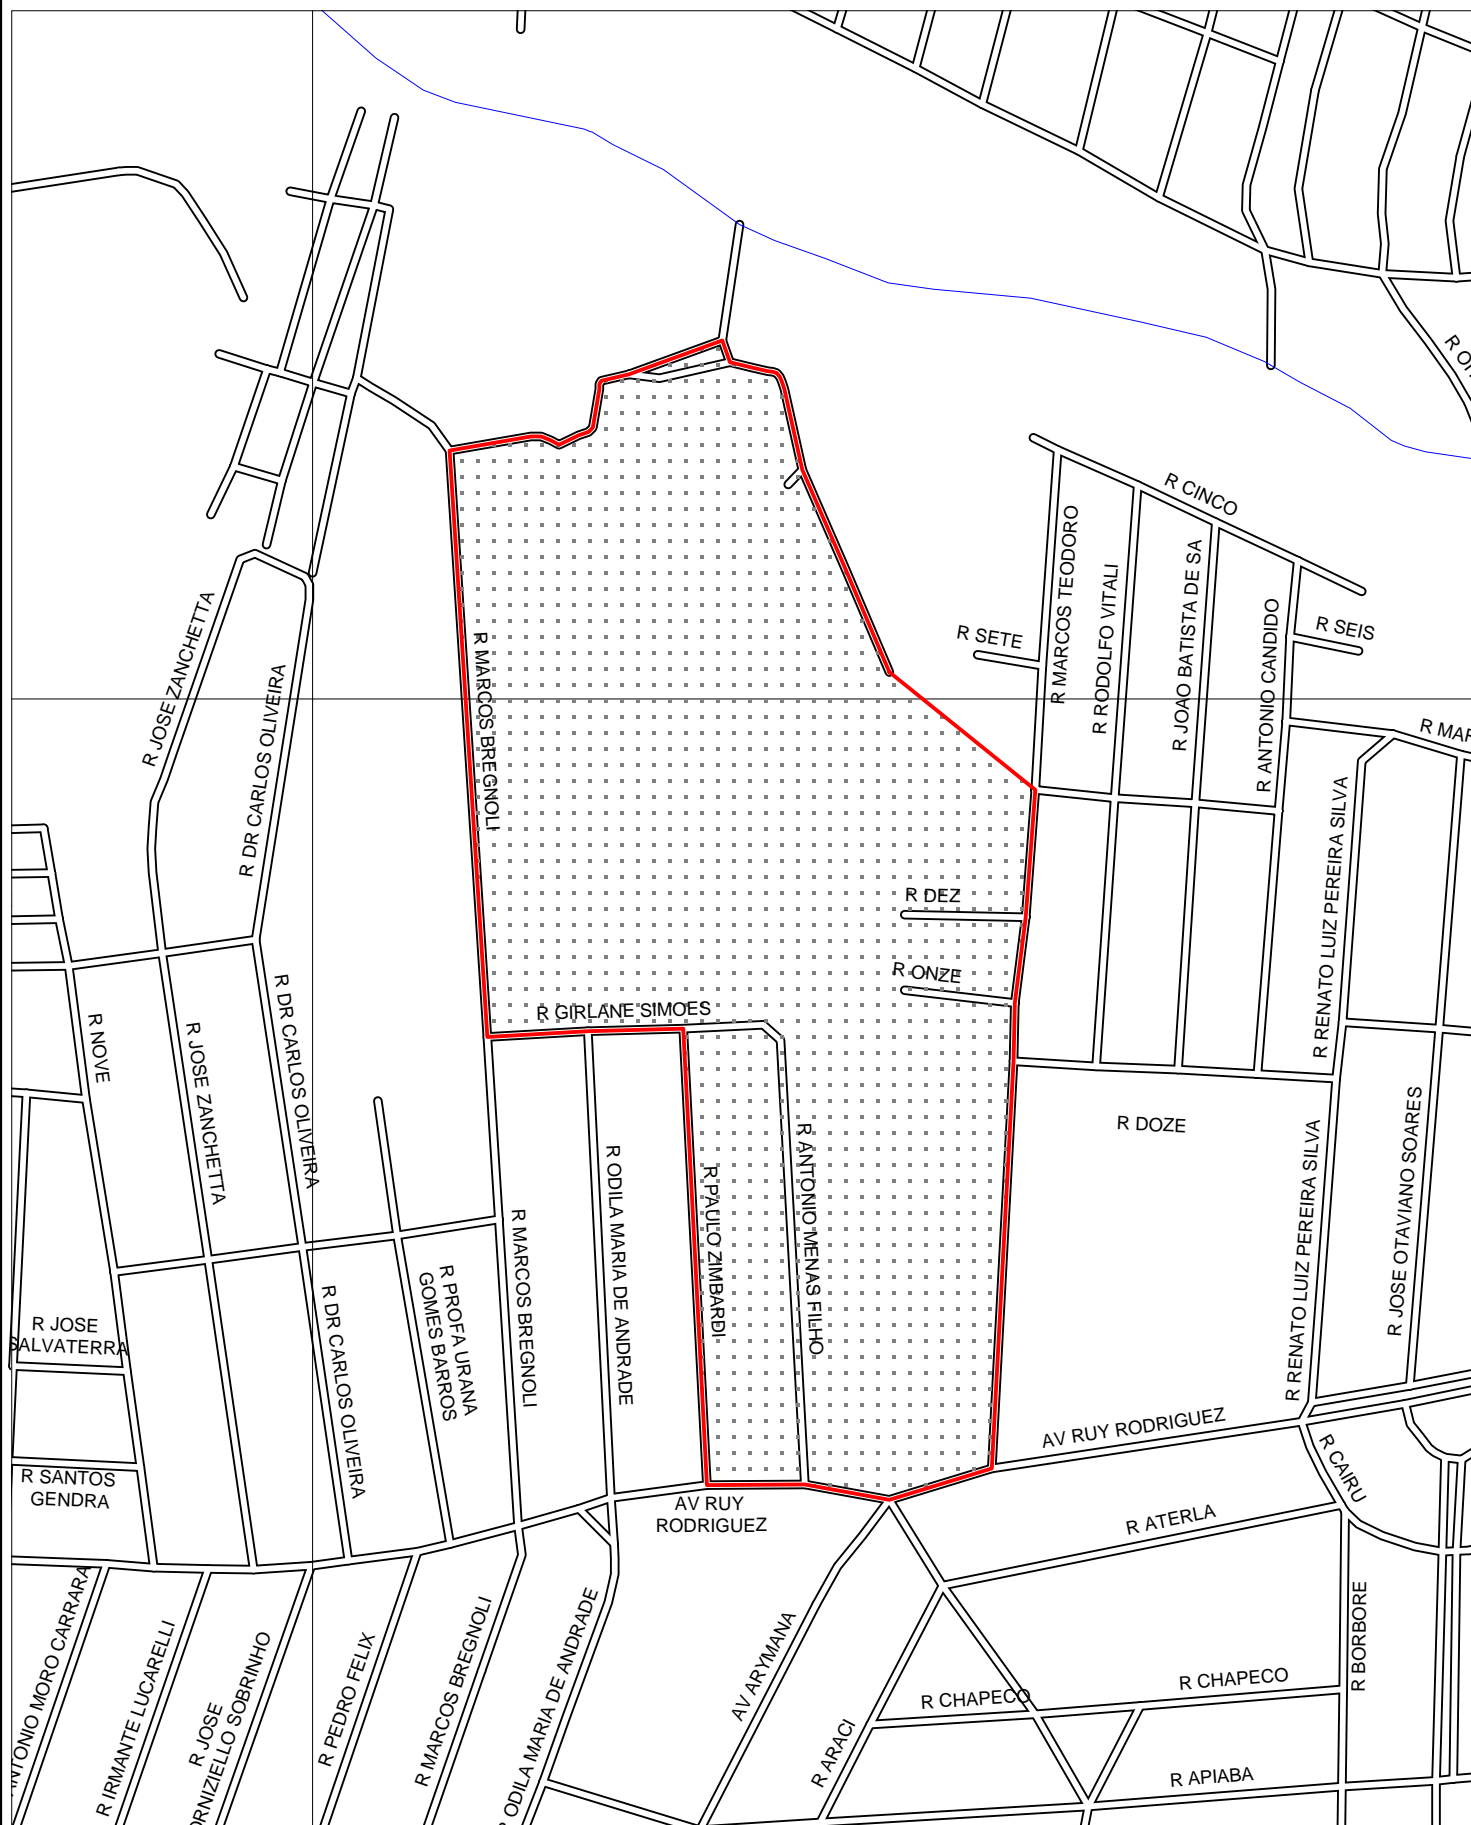 R CINCO
R MARCOS TEODORO
R RODOLFO VITALI
R JOAO BATISTA DE SA
R ANTONIO CANDIDO
R SETE
R SEIS
R JOSE ZANCHETTA
R DR CARLOS OLIVEIRA
R MARCOS BREGNOLI
R RENATO LUIZ PEREIRA SILVA
R DEZ
R ONZE
R GIRLANE SIMOES
R NOVE
R JOSE ZANCHETTA
R DR CARLOS OLIVEIRA
R DOZE
R ODILA MARIA DE ANDRADE
R PAULO ZIMBARDI
R ANTONIO MENAS FILHO
R RENATO LUIZ PEREIRA SILVA
R JOSE OTAVIANO SOARES
R MARCOS BREGNOLI
R PROFA URANA
GOMES BARROS
R DR CARLOS OLIVEIRA
R JOSE
SALVATERRA
R SANTOS
GENDRA
AV RUY
RODRIGUEZ
AV RUY RODRIGUEZ
R CAIRU
R ATERLA
ANTONIO MORO CARRARA
R IRMANTE LUCARELLI
R JOSE
ORNIZIELLO SOBRINHO
R PEDRO FELIX
R MARCOS BREGNOLI
R ODILA MARIA DE ANDRADE
AV ARYMANA
R ARACI
R CHAPECO
R CHAPECO
R BORBORE
R APIABA
R MAR